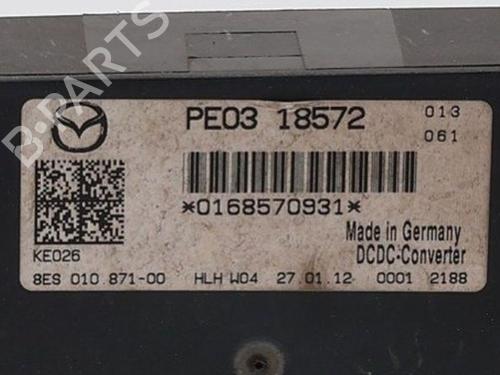 B-PARTS
PE03 18572
013
061
*0168570931*
Made in Germany
DCDC-Converter
KE026
8ES 010.871-00 HLH W04 27.01.12 0001 2188